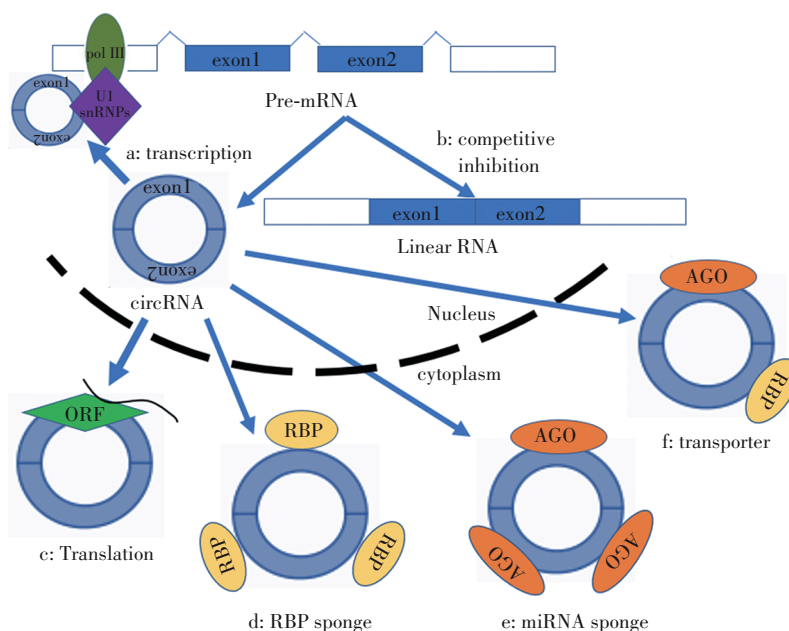 pol III
exon1
exon2
exon1
U1
snRNPs
exon2
Pre-mRNA
a: transcription
b: competitive
inhibition
exon1
exon1
exon2
Linear RNA
exon2
circRNA
Nucleus
cytoplasm
AGO
RBP
f: transporter
ORF
c: Translation
RBP
RBP
RBP
d: RBP sponge
AGO
AGO
AGO
e: miRNA sponge